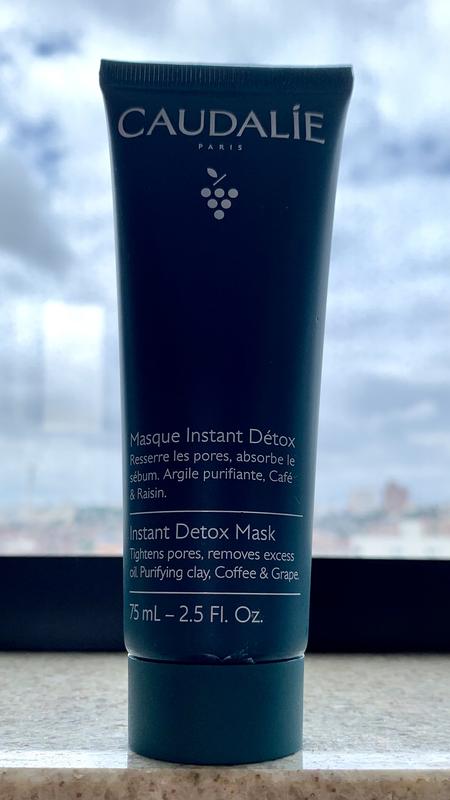 CAUDALÍE
PARIS
Masque Instant Détox
Resserre les pores, absorbe le
sébum. Argile purifiante, Café
& Raisin.
Instant Detox Mask
Tightens pores, removes excess
oil. Purifying clay, Coffee & Grape.
75 mL – 2.5 Fl. Oz.